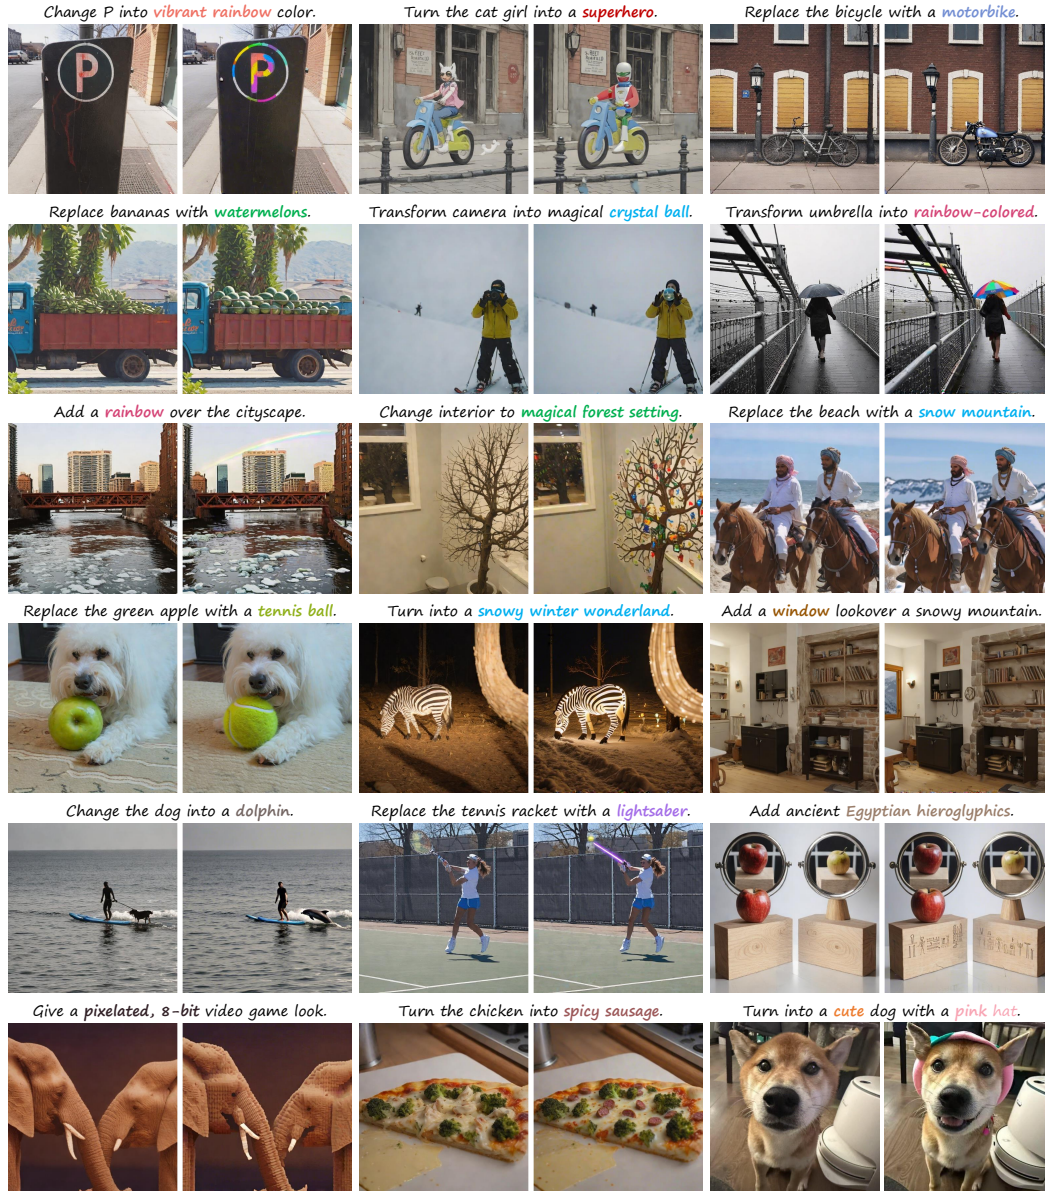 Change P into vibrant rainbow color.
Turn the cat girl into a superhero.
Replace the bicycle with a motorbike.
P
P
Replace bananas with watermelons.
Transform camera into magical crystal ball.
Transform umbrella into rainbow-colored.
Add a rainbow over the cityscape.
Change interior to magical forest setting.
Replace the beach with a snow mountain.
Replace the green apple with a tennis ball.
Turn into a snowy winter wonderland.
Add a window lookover a snowy mountain.
Change the dog into a dolphin.
Replace the tennis racket with a lightsaber.
Add ancient Egyptian hieroglyphics.
Give a pixelated, 8-bit video game look.
Turn the chicken into spicy sausage.
Turn into a cute dog with a pink hat.